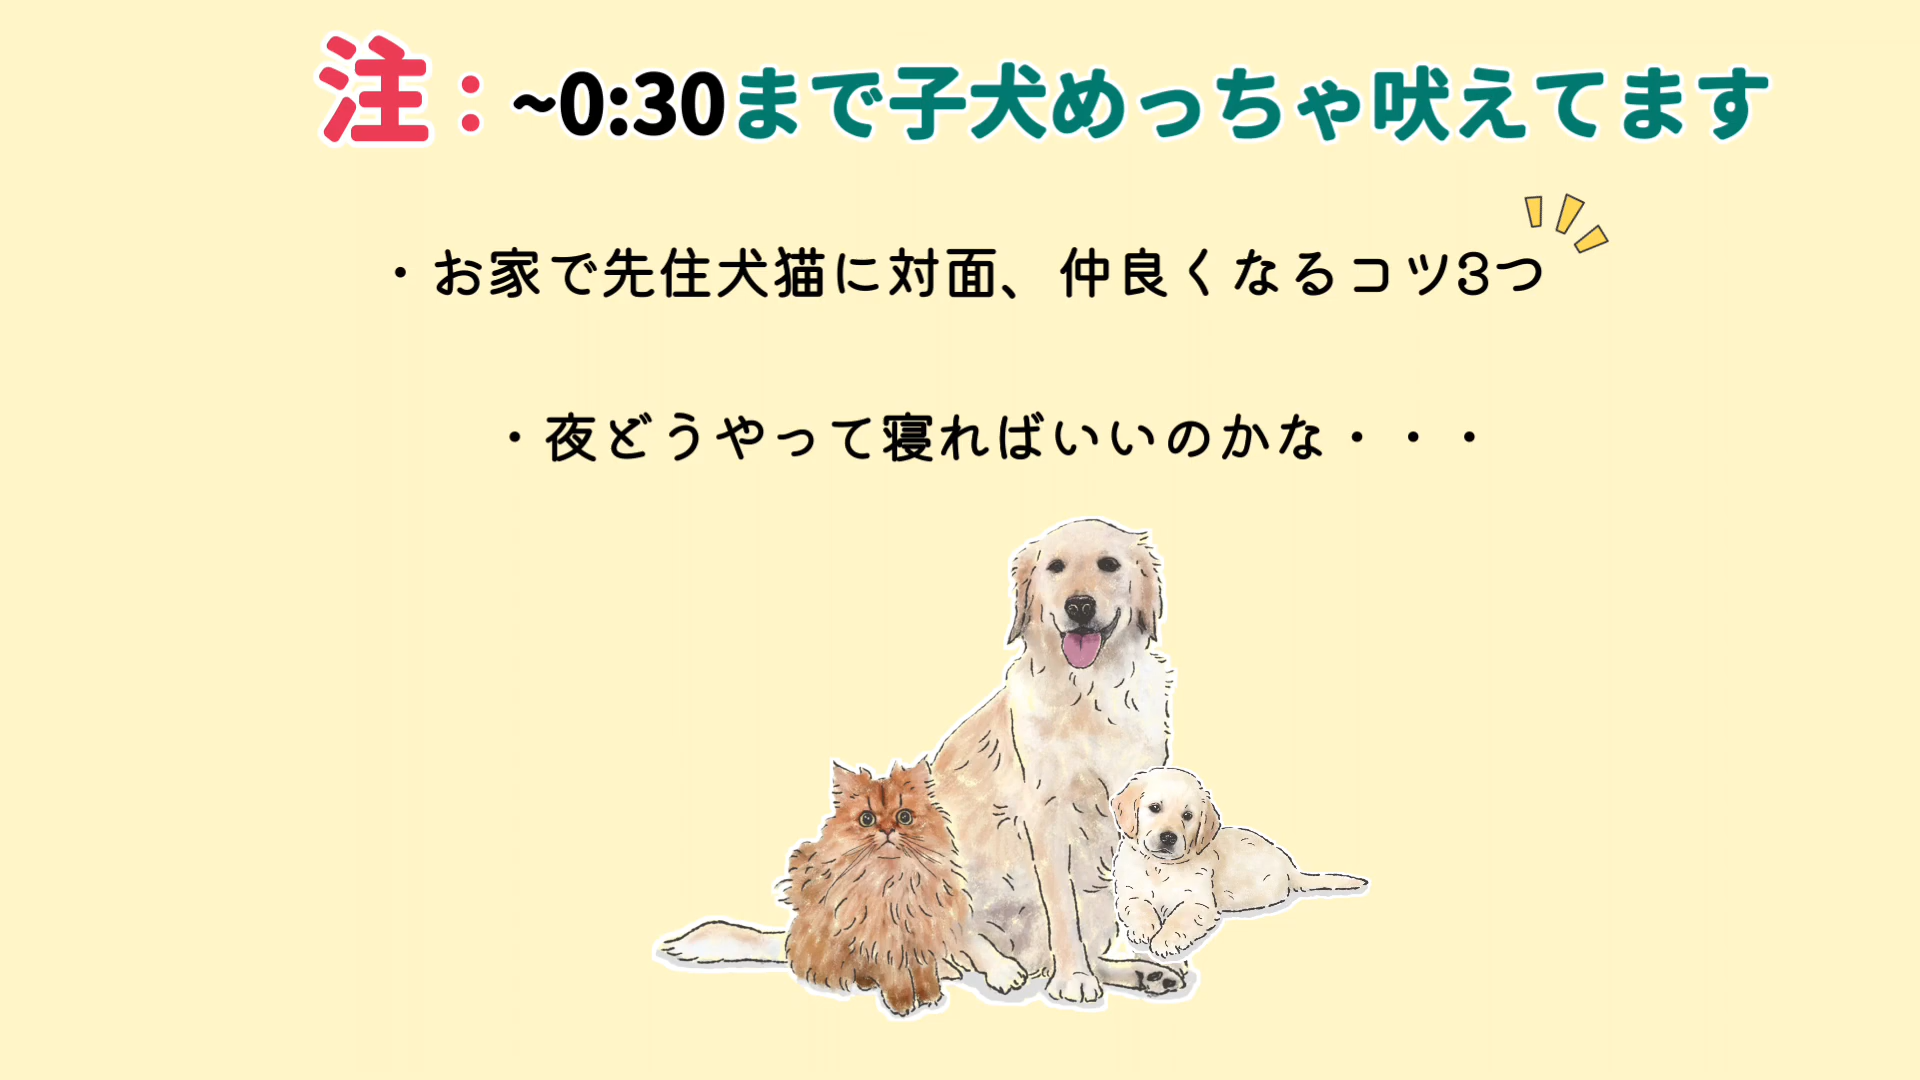 注：~0:30まで子犬めっちゃ吠えてます
・お家で先住犬猫に対面、仲良くなるコツ3つ
・夜どうやって寝ればいいのかな・・・